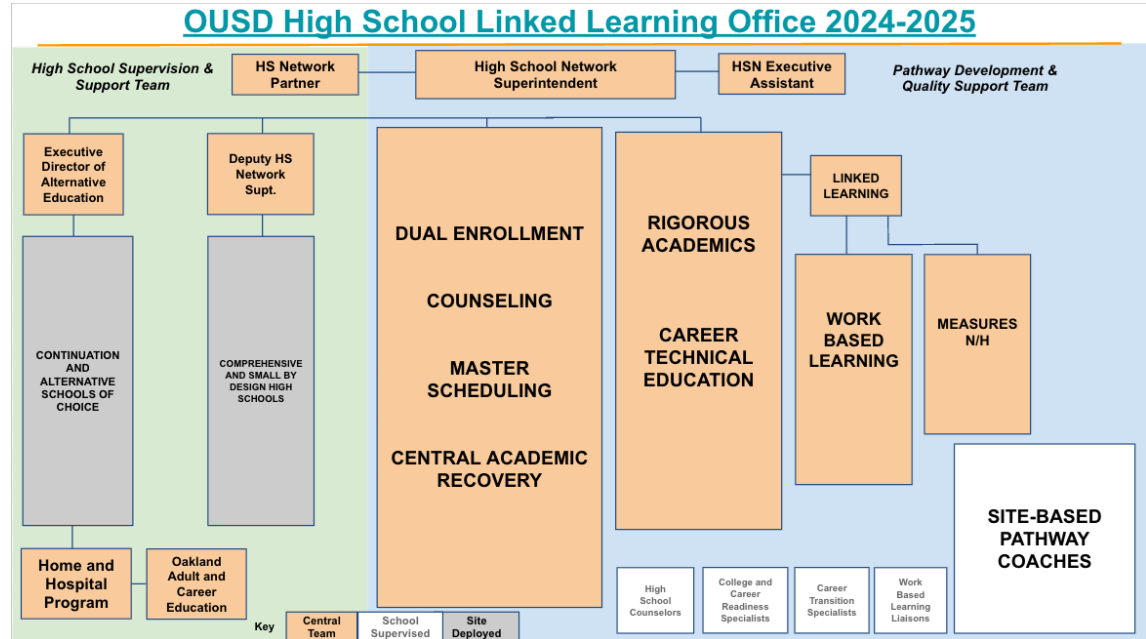 OUSD High School Linked Learning Office 2024-2025
High School Supervision &
Support Team
HS Network
Partner
High School Network
Superintendent
HSN Executive
Assistant
Pathway Development &
Quality Support Team
Executive
Director of
Alternative
Education
Deputy HS
Network
Supt.
DUAL ENROLLMENT
COUNSELING
MASTER
SCHEDULING
CENTRAL ACADEMIC
RECOVERY
RIGOROUS
ACADEMICS
CAREER
TECHNICAL
EDUCATION
LINKED
LEARNING
WORK
BASED
LEARNING
MEASURES
N/H
CONTINUATION
AND
ALTERNATIVE
SCHOOLS OF
CHOICE
COMPREHENSIVE
AND SMALL BY
DESIGN HIGH
SCHOOLS
SITE-BASED
PATHWAY
COACHES
Home and
Hospital
Program
Oakland
Adult and
Career
Education
High
School
Counselors
College and
Career
Readiness
Specialists
Career
Transition
Specialists
Work
Based
Learning
Liaisons
Key
Central
Team
School
Supervised
Site
Deployed